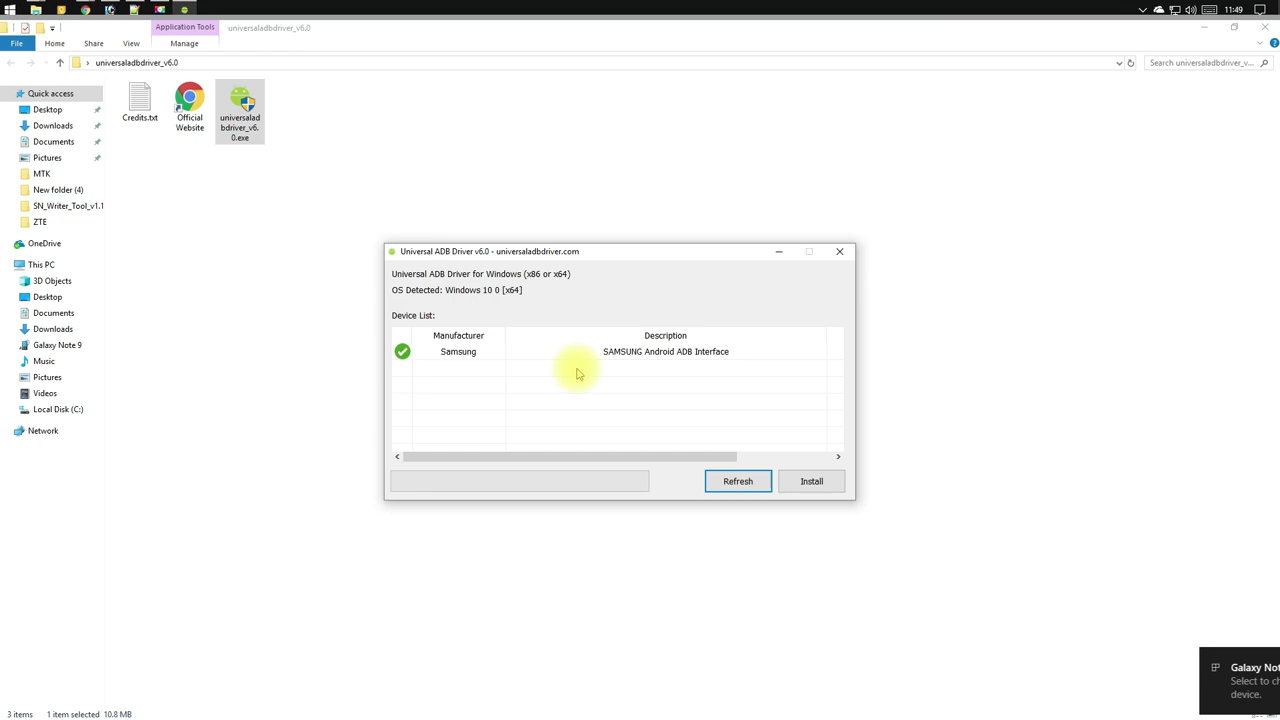 11:49
Application Tools
universaladbdriver_v6.0
File
Home
Share
View
Manage
universaladbdriver_v6.0
Search universaladbdriver_v...
Quick access
Desktop
Downloads
Documents
Pictures
MTK
New folder (4)
SN_Writer_Tool_v1.1
ZTE
OneDrive
This PC
3D Objects
Desktop
Documents
Downloads
Galaxy Note 9
Music
Pictures
Videos
Local Disk (C:)
Network
Credits.txt
Official
Website
universalad
bdriver_v6.
0.exe
Universal ADB Driver v6.0 - universaladbdriver.com
Universal ADB Driver for Windows (x86 or x64)
OS Detected: Windows 10 0 [x64]
Device List:
Manufacturer
Description
Samsung
SAMSUNG Android ADB Interface
Refresh
Install
Galaxy Not
Select to ch
device.
3 items
1 item selected 10.8 MB